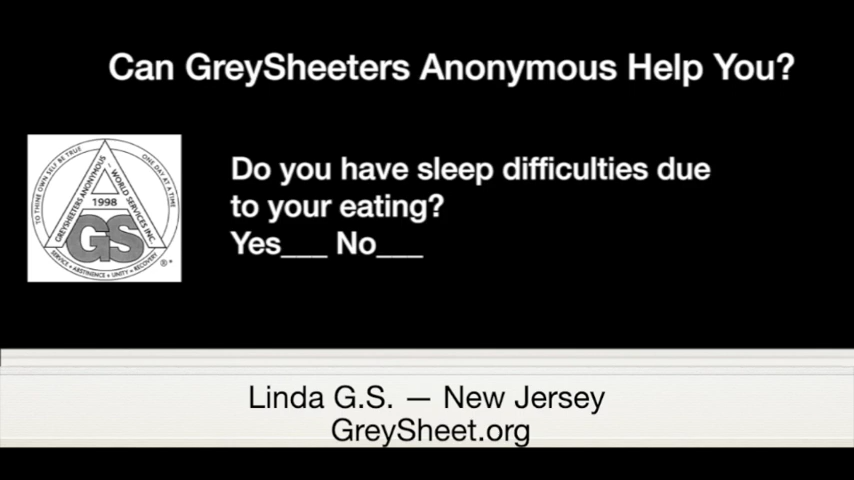 Can GreySheeters Anonymous Help You?
TO THINE OWN SELF BE TRUE
ONE DAY AT A TIME
GREYSHEETERS ANONYMOUS
WORLD SERVICES INC.
1998
GS
SERVICE • ABSTINENCE • UNITY • RECOVERY
®
Do you have sleep difficulties due
to your eating?
Yes___ No___
Linda G.S. — New Jersey
GreySheet.org